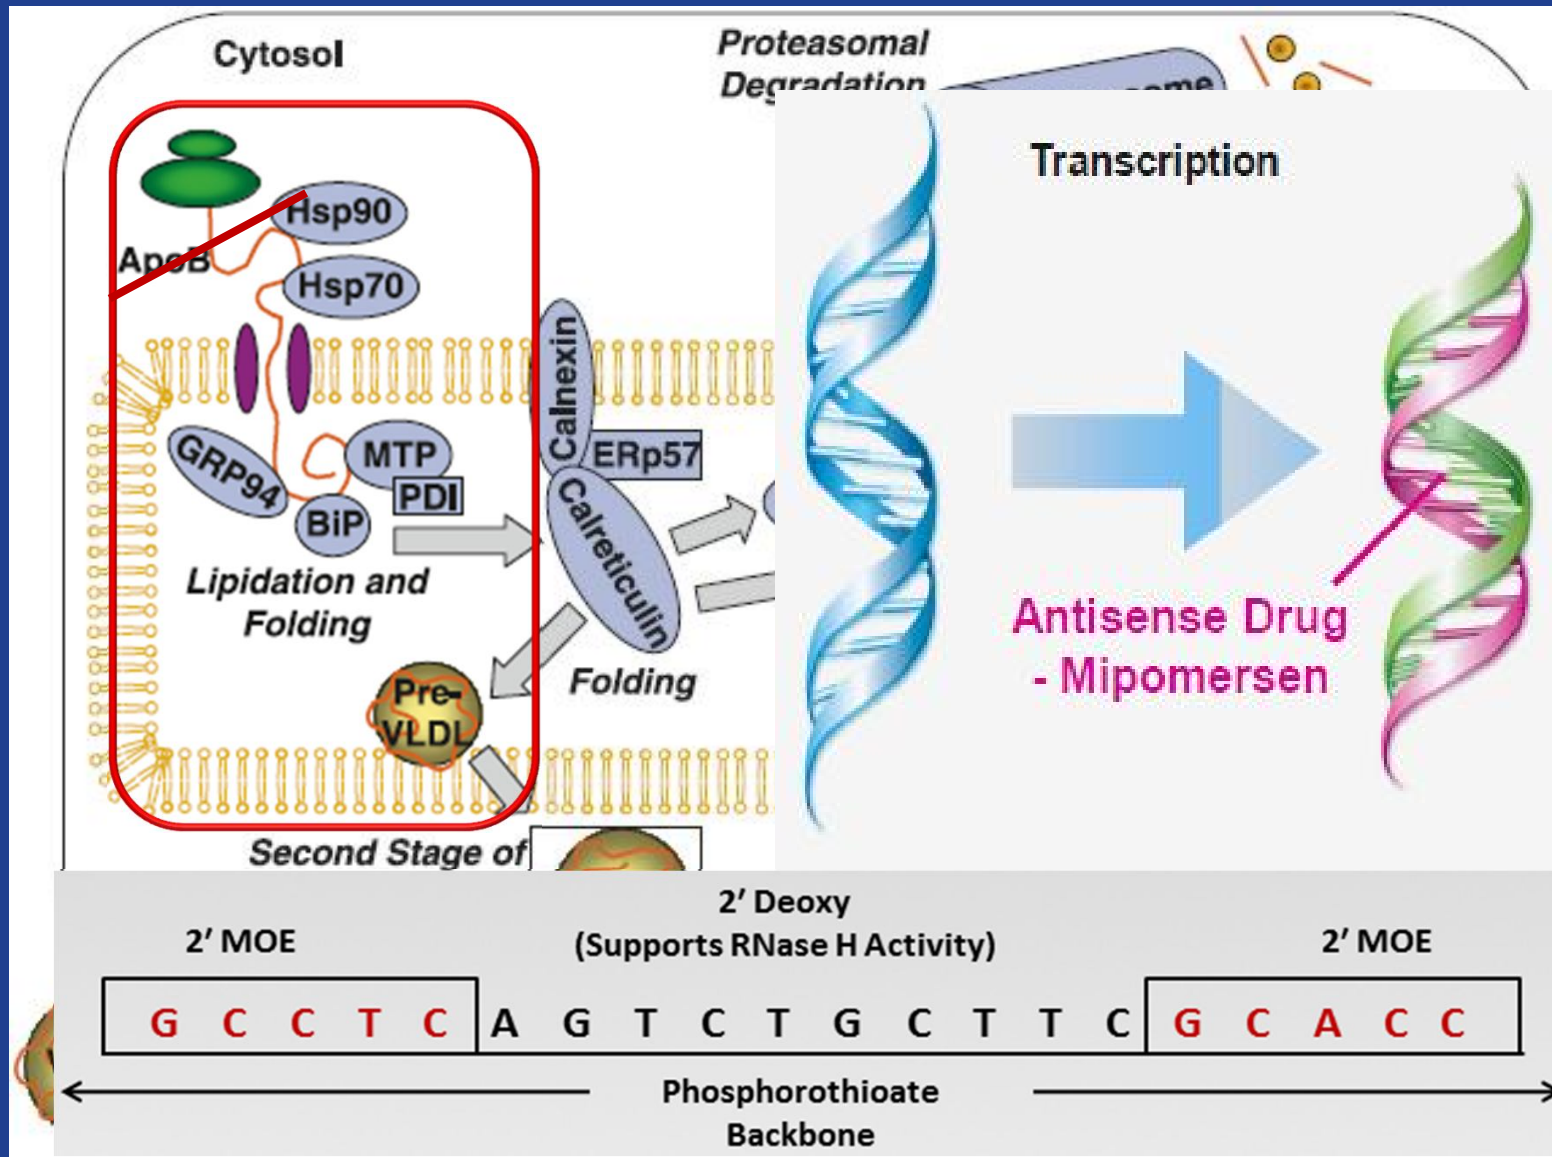 Cytosol
Proteasomal
Degradation
Transcription
Hsp90
ApoB
Hsp70
Calnexin
GRP94
MTP
ERp57
PDI
BiP
Calreticulin
Lipidation and
Folding
Antisense Drug
- Mipomersen
Folding
Pre-
VLDL
Second Stage of
2′ Deoxy
2′ MOE
(Supports RNase H Activity)
2′ MOE
G C C T C A G T C T G C T T C G C A C C
Phosphorothioate
Backbone